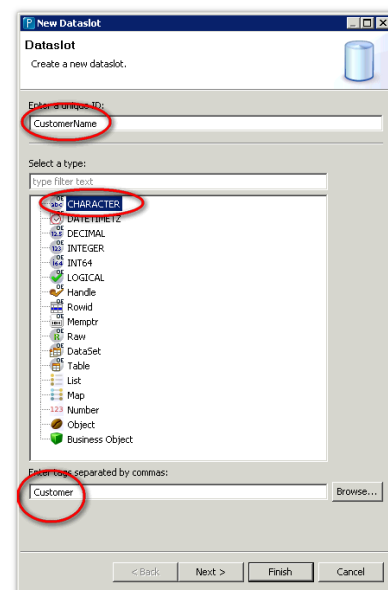 New Dataslot
Dataslot
Create a new dataslot.
Enter a unique ID:
CustomerName
Select a type:
type filter text
CHARACTER
DATETIMETZ
DECIMAL
INTEGER
INT64
LOGICAL
Handle
Rowid
Memptr
Raw
DataSet
Table
List
Map
Number
Object
Business Object
Enter tags separated by commas:
Customer
Browse...
< Back
Next >
Finish
Cancel